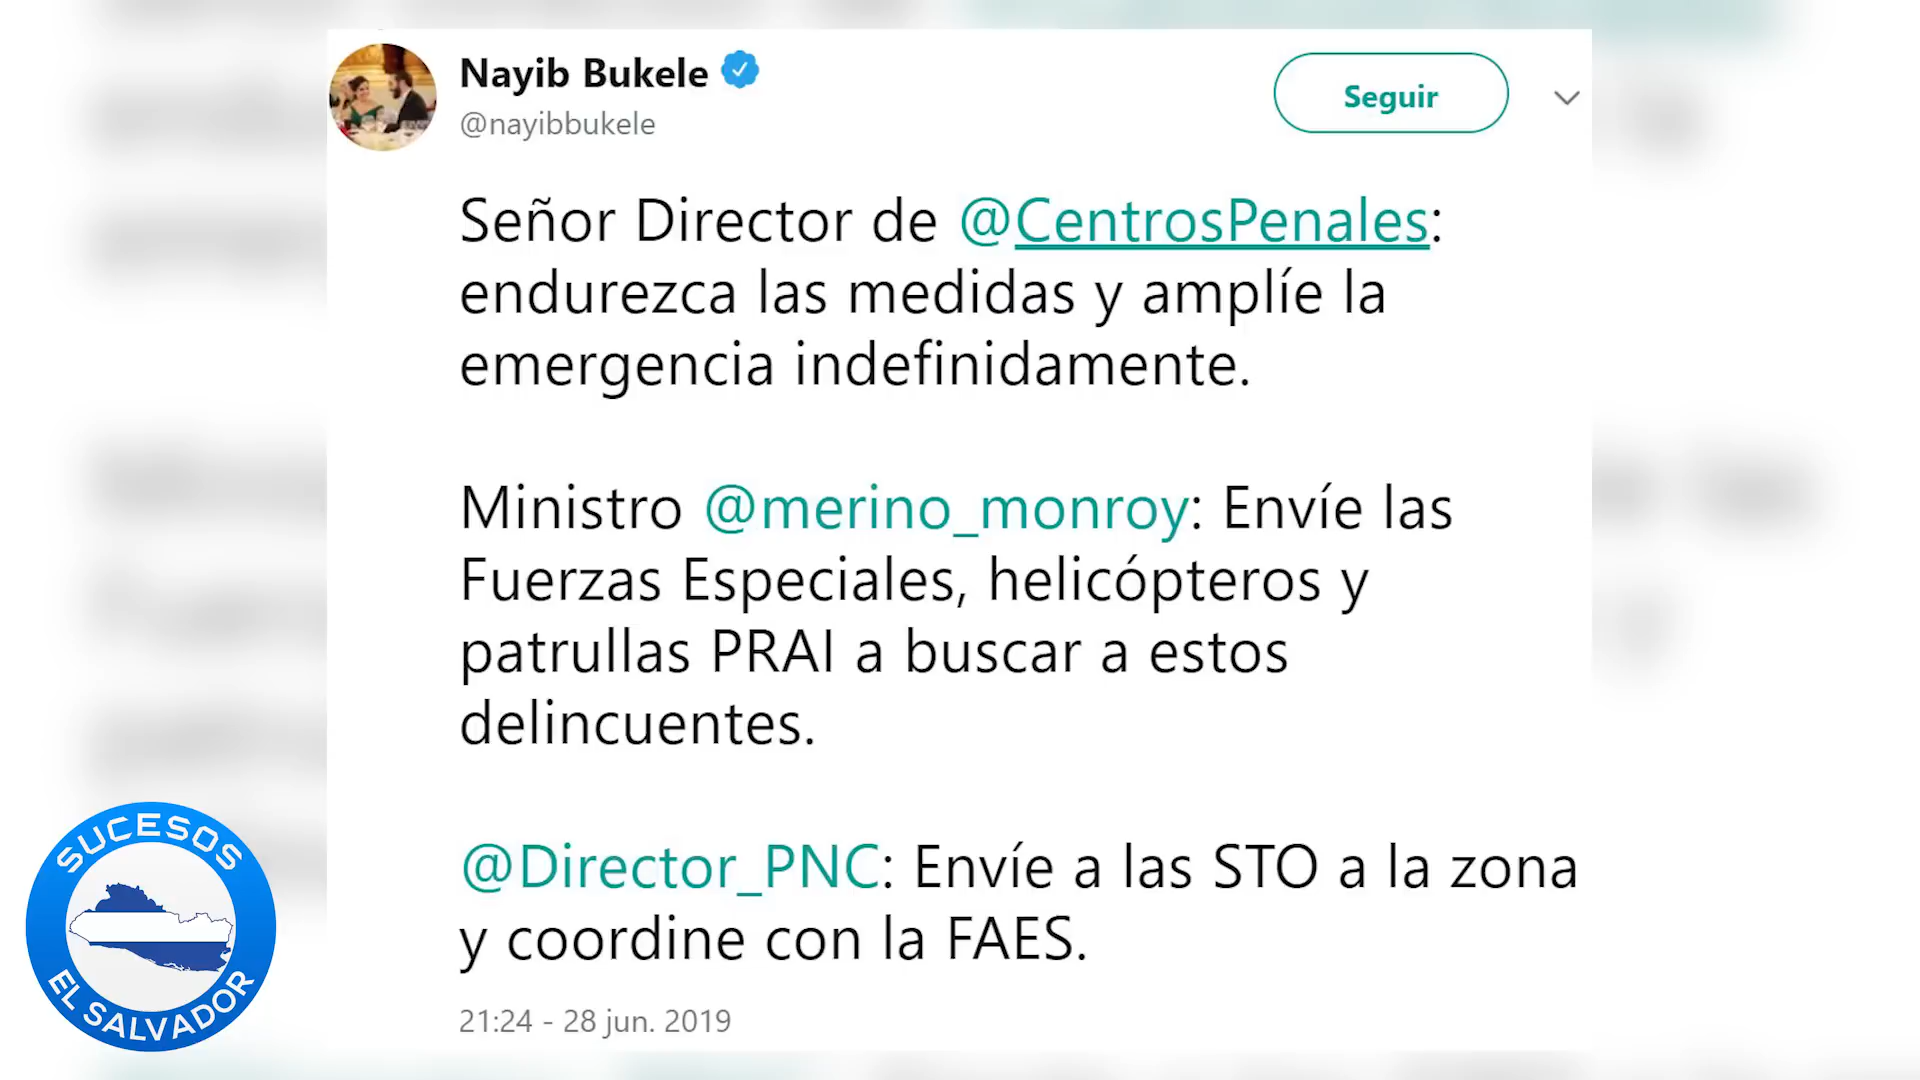 Nayib Bukele
@nayibbukele
Seguir
Señor Director de @CentrosPenales:
endurezca las medidas y amplíe la
emergencia indefinidamente.
Ministro @merino_monroy: Envíe las
Fuerzas Especiales, helicópteros y
patrullas PRAI a buscar a estos
delincuentes.
@Director_PNC: Envíe a las STO a la zona
y coordine con la FAES.
21:24 - 28 jun. 2019
SUCESOS
EL SALVADOR